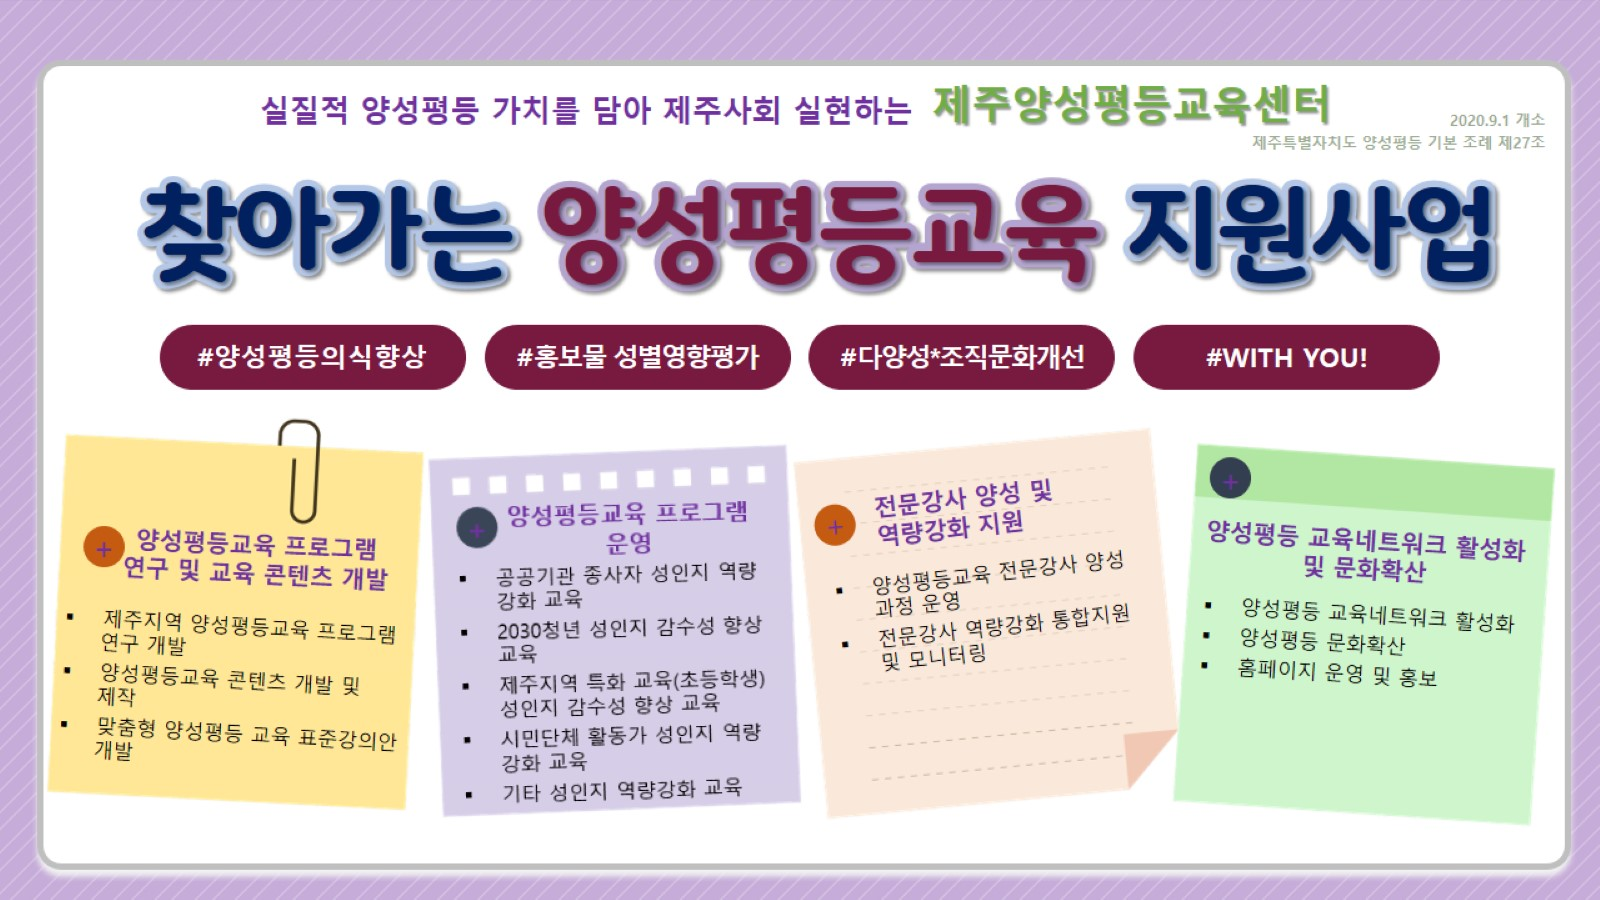 실질적 양성평등 가치를 담아 제주사회 실현하는 제주양성평등교육센터
2020.9.1 개소
제주특별자치도 양성평등 기본 조례 제27조
찾아가는 양성평등교육 지원사업
#양성평등의식향상
#홍보물 성별영향평가
#다양성*조직문화개선
#WITH YOU!
+
양성평등교육 프로그램
연구 및 교육 콘텐츠 개발
▪ 제주지역 양성평등교육 프로그램
연구 개발
▪ 양성평등교육 콘텐츠 개발 및
제작
▪ 맞춤형 양성평등 교육 표준강의안
개발
+
양성평등교육 프로그램
운영
▪ 공공기관 종사자 성인지 역량
강화 교육
▪ 2030청년 성인지 감수성 향상
교육
▪ 제주지역 특화 교육(초등학생)
성인지 감수성 향상 교육
▪ 시민단체 활동가 성인지 역량
강화 교육
▪ 기타 성인지 역량강화 교육
+
전문강사 양성 및
역량강화 지원
▪ 양성평등교육 전문강사 양성
과정 운영
▪ 전문강사 역량강화 통합지원
및 모니터링
+
양성평등 교육네트워크 활성화
및 문화확산
▪ 양성평등 교육네트워크 활성화
▪ 양성평등 문화확산
▪ 홈페이지 운영 및 홍보